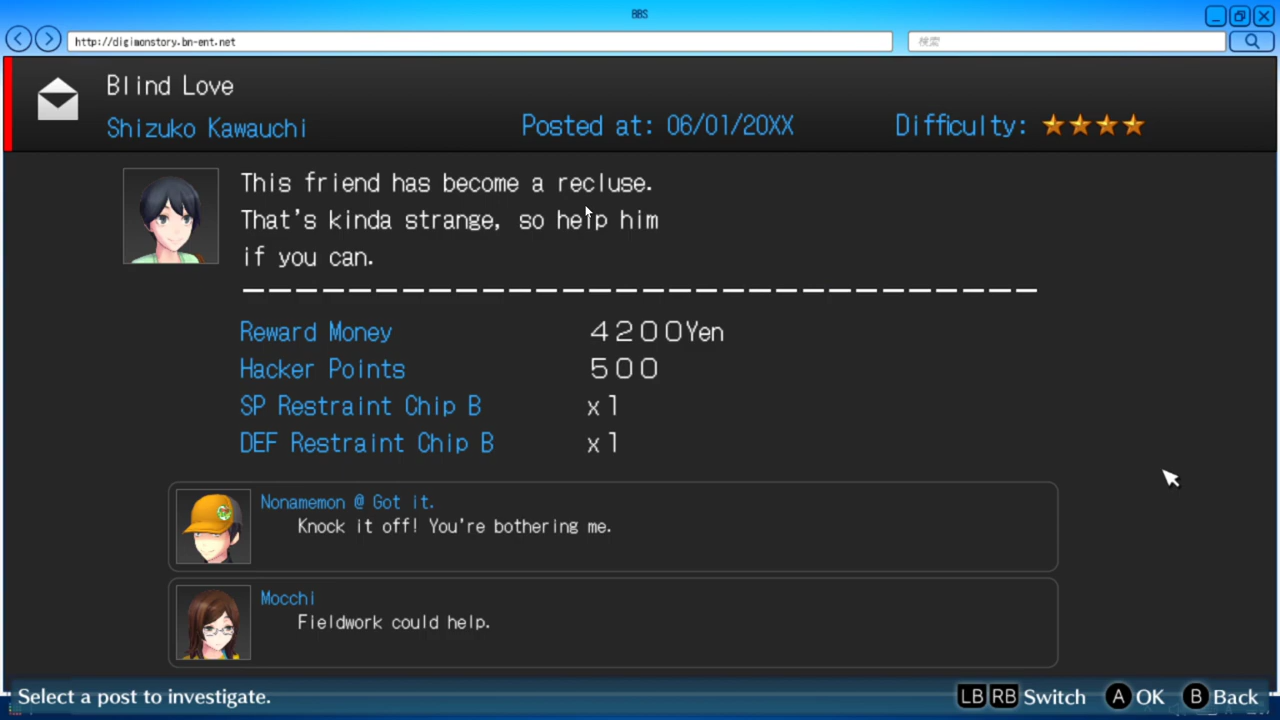 BBS
http://digimonstory.bn-ent.net
検索
Blind Love
Shizuko Kawauchi
Posted at: 06/01/20XX
Difficulty: ★★★★
This friend has become a recluse.
That's kinda strange, so help him
if you can.
Reward Money 4200Yen
Hacker Points 500
SP Restraint Chip B x1
DEF Restraint Chip B x1
Nonamemon @ Got it.
Knock it off! You're bothering me.
Mocchi
Fieldwork could help.
Select a post to investigate.
LB RB Switch A OK B Back